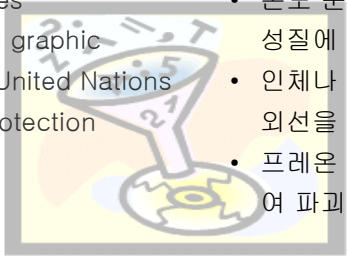 es
graphic
United Nations
otection
• 온도
성질에
• 인체나
외선을
• 프레온
여 파괴